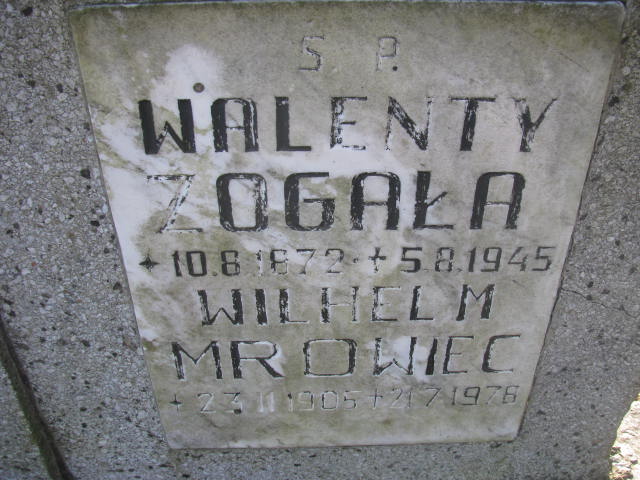 S P.
WALENTY
ZOGAŁA
✦ 10.8.1872 ✝ 5.8.1945
WILHELM
MROWIEC
✦ 23 11 1905 ✝ 21.7.1978